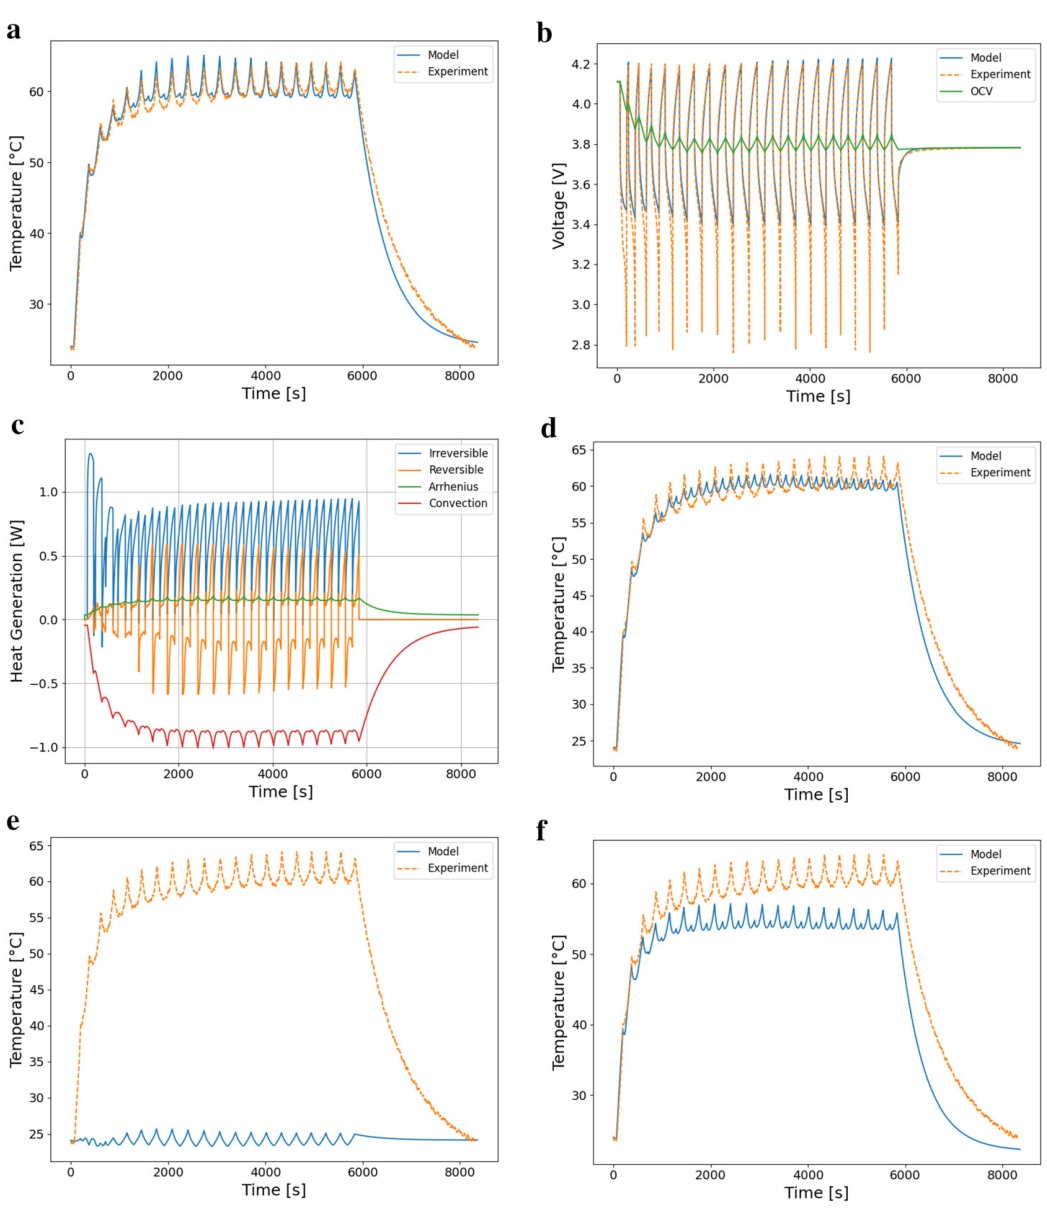 a
Temperature [°C]
60
50
40
30
Model
Experiment
0
2000
4000
6000
8000
Time [s]
b
Voltage [V]
4.2
4.0
3.8
3.6
3.4
3.2
3.0
2.8
Model
Experiment
OCV
0
2000
4000
6000
8000
Time [s]
c
Heat Generation [W]
1.0
0.5
0.0
−0.5
−1.0
Irreversible
Reversible
Arrhenius
Convection
0
2000
4000
6000
8000
Time [s]
d
Temperature [°C]
65
60
55
50
45
40
35
30
25
Model
Experiment
0
2000
4000
6000
8000
Time [s]
e
Temperature [°C]
65
60
55
50
45
40
35
30
25
Model
Experiment
0
2000
4000
6000
8000
Time [s]
f
Temperature [°C]
60
50
40
30
Model
Experiment
0
2000
4000
6000
8000
Time [s]